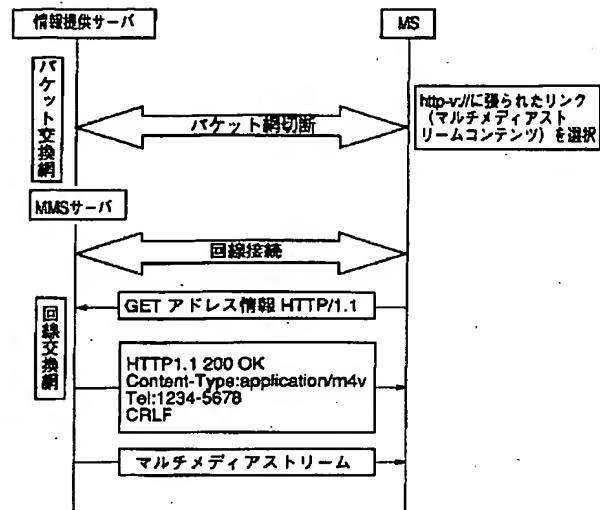 情報提供サーバ
MS
パケット交換網
http-v://に張られたリンク
(マルチメディアスト
リームコンテンツ) を選択
パケット網切断
MMSサーバ
回線接続
GET アドレス情報 HTTP/1.1
回線交換網
HTTP1.1 200 OK
Content-Type:application/m4v
Tel:1234-5678
CRLF
マルチメディアストリーム